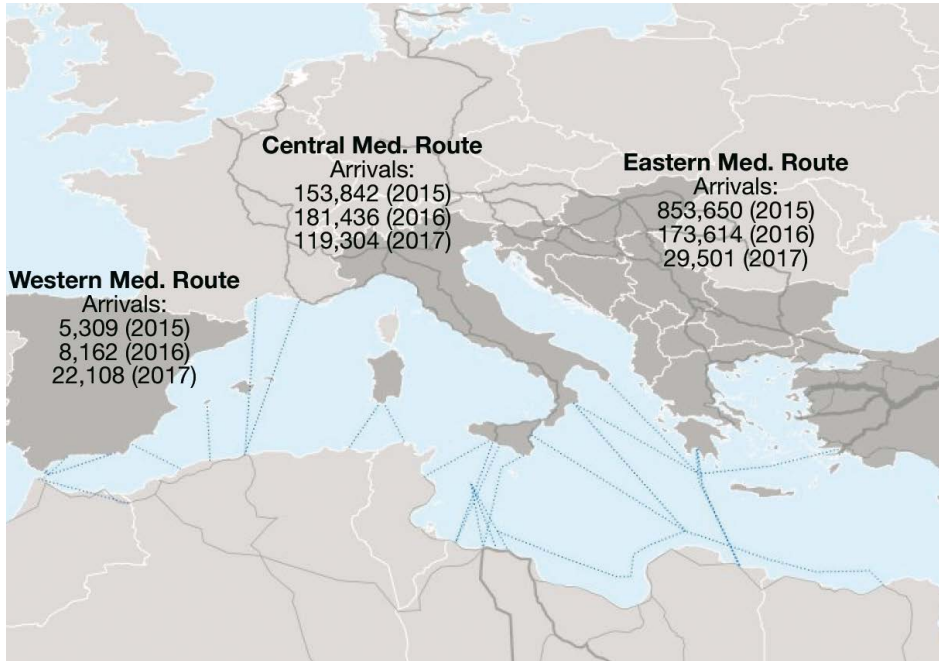 Central Med. Route
Arrivals:
153,842 (2015)
181,436 (2016)
119,304 (2017)
Eastern Med. Route
Arrivals:
853,650 (2015)
173,614 (2016)
29,501 (2017)
Western Med. Route
Arrivals:
5,309 (2015)
8,162 (2016)
22,108 (2017)